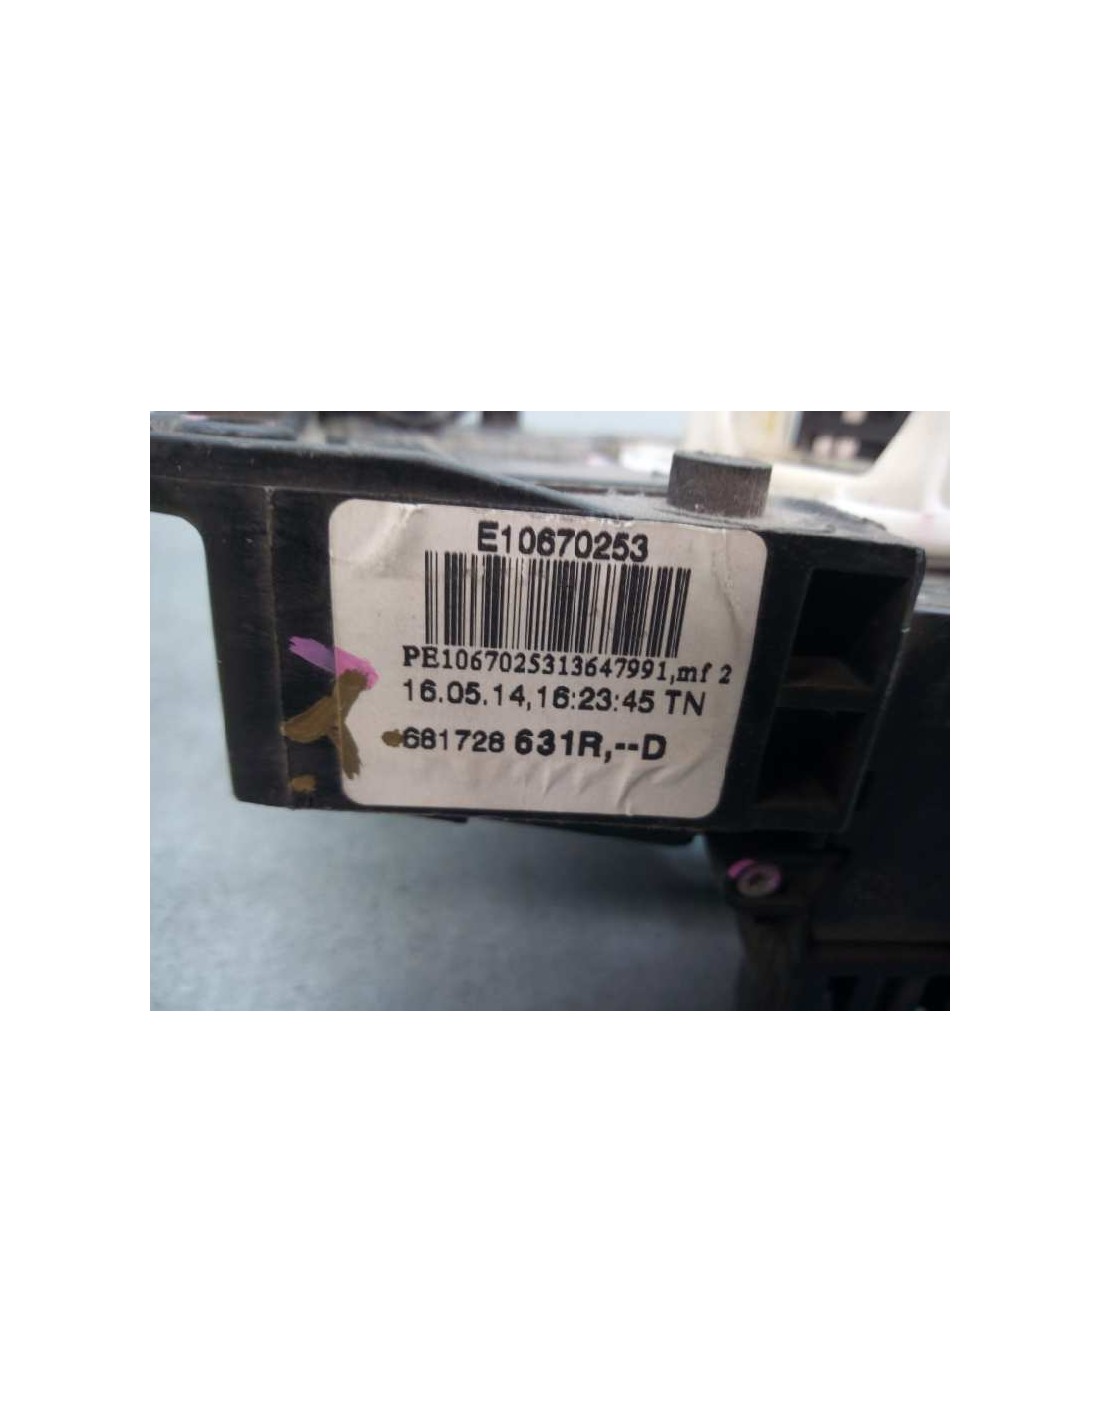 E10670253
PE1067025313647991,mf 2
16.05.14,16:23:45 TN
681728 631R,--D